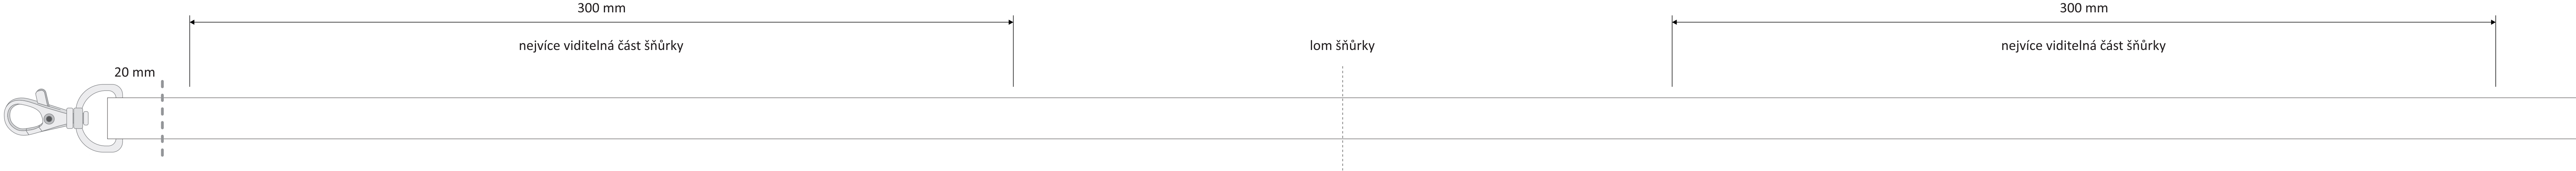 300 mm
nejvíce viditelná část šňůrky
20 mm
lom šňůrky
300 mm
nejvíce viditelná část šňůrky